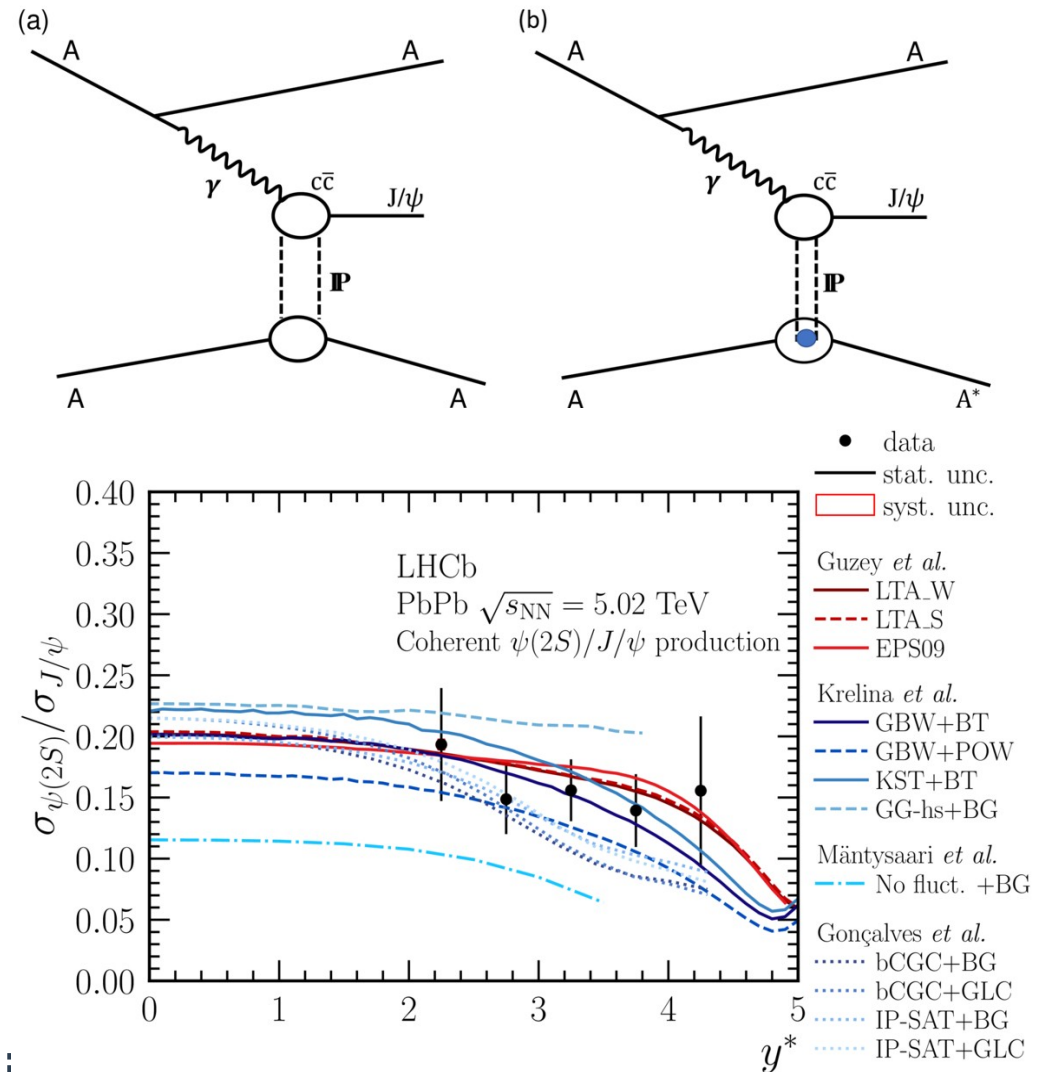 (a)
A
A
γ
cc̄
J/ψ
IP
A
A
(b)
A
A
γ
cc̄
J/ψ
IP
A
A*
data
stat. unc.
syst. unc.
Guzey et al.
LTA_W
LTA_S
EPS09
Krelina et al.
GBW+BT
GBW+POW
KST+BT
GG-hs+BG
Mäntysaari et al.
No fluct. +BG
Gonçalves et al.
bCGC+BG
bCGC+GLC
IP-SAT+BG
IP-SAT+GLC
σψ(2S)/σJ/ψ
0.40
0.35
0.30
0.25
0.20
0.15
0.10
0.05
0.00
LHCb
PbPb √sNN = 5.02 TeV
Coherent ψ(2S)/J/ψ production
0 1 2 3 4 5
y*